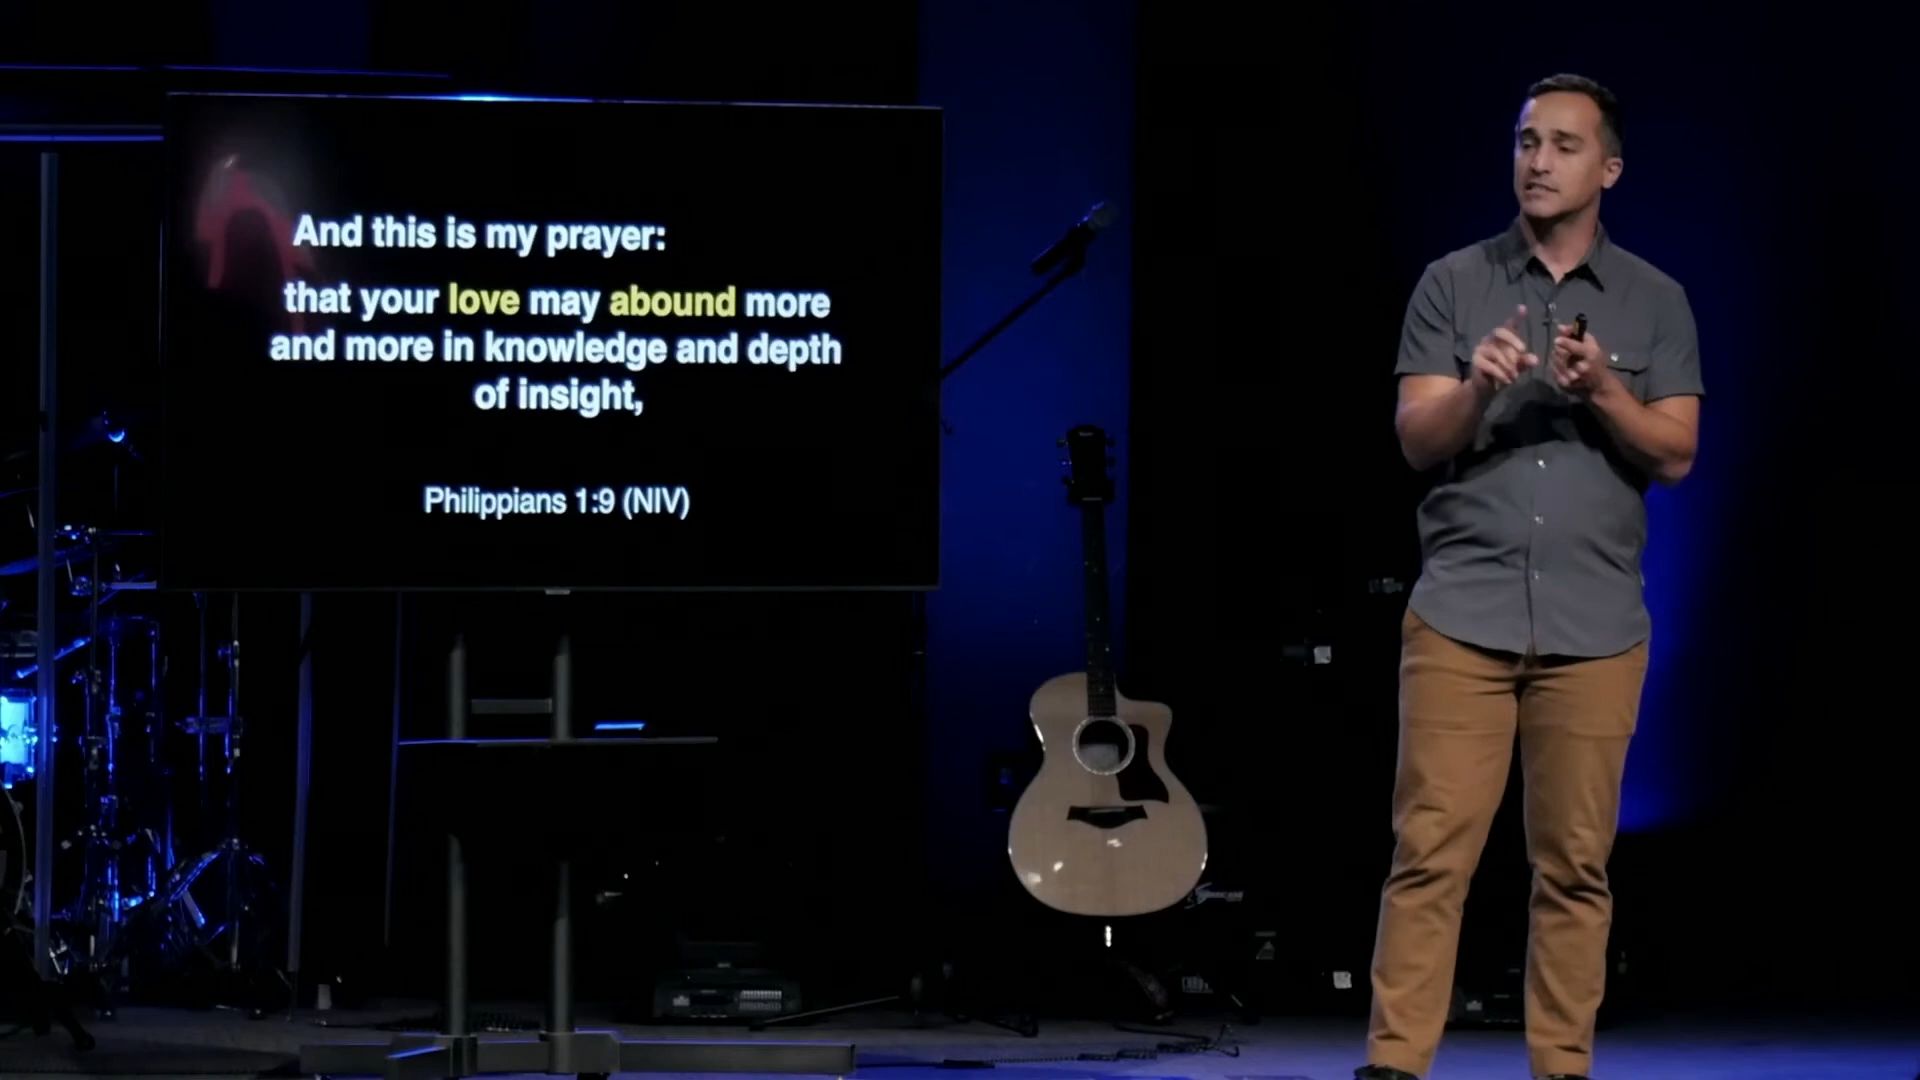 And this is my prayer:
that your love may abound more
and more in knowledge and depth
of insight,
Philippians 1:9 (NIV)